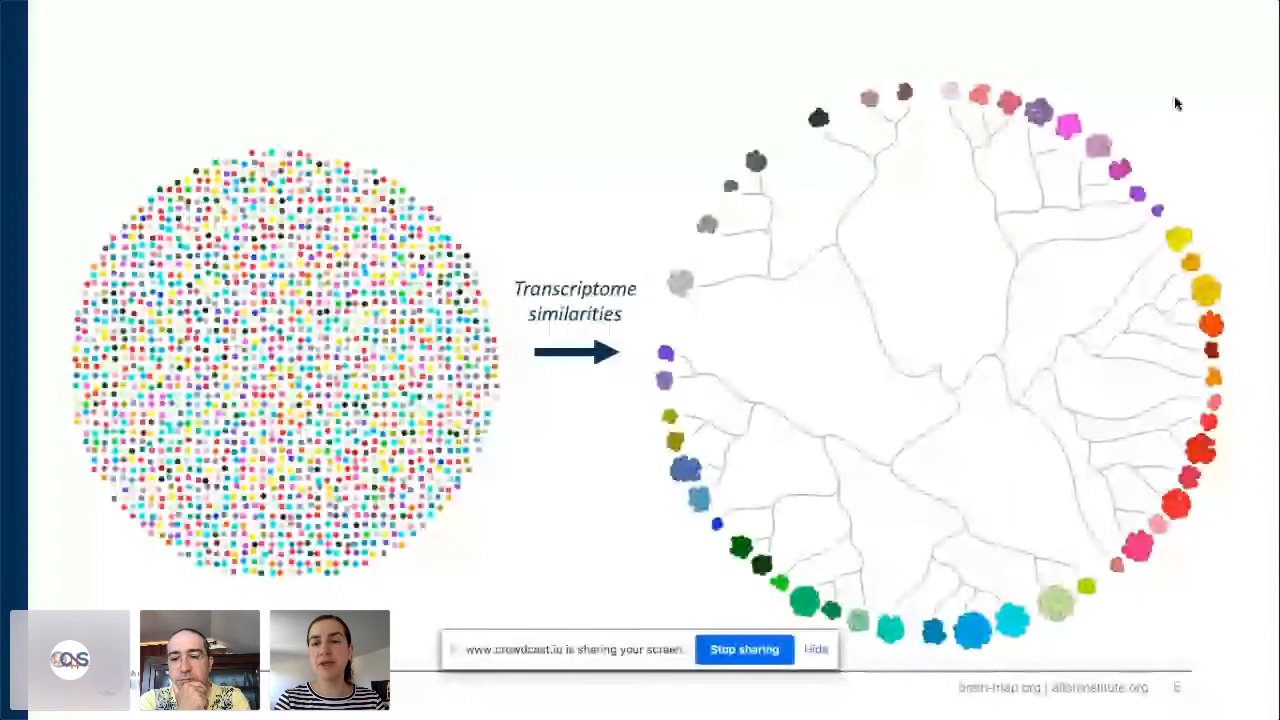 Transcriptome
similarities
www.crowdcast.io is sharing your screen.
Stop sharing
Hide
brain-map.org | alleninstitute.org